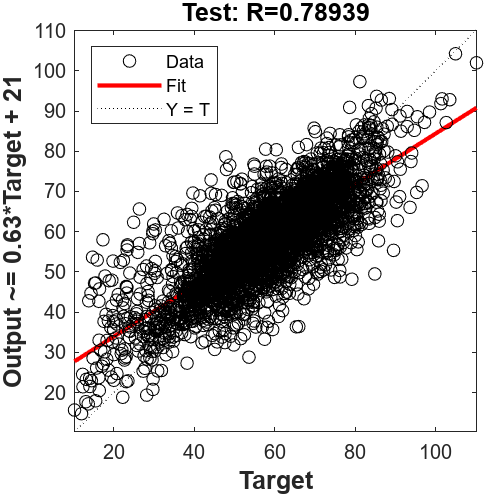 Test: R=0.78939
110
100
90
80
70
60
50
40
30
20
Data
Fit
Y = T
Output ~= 0.63*Target + 21
20 40 60 80 100
Target